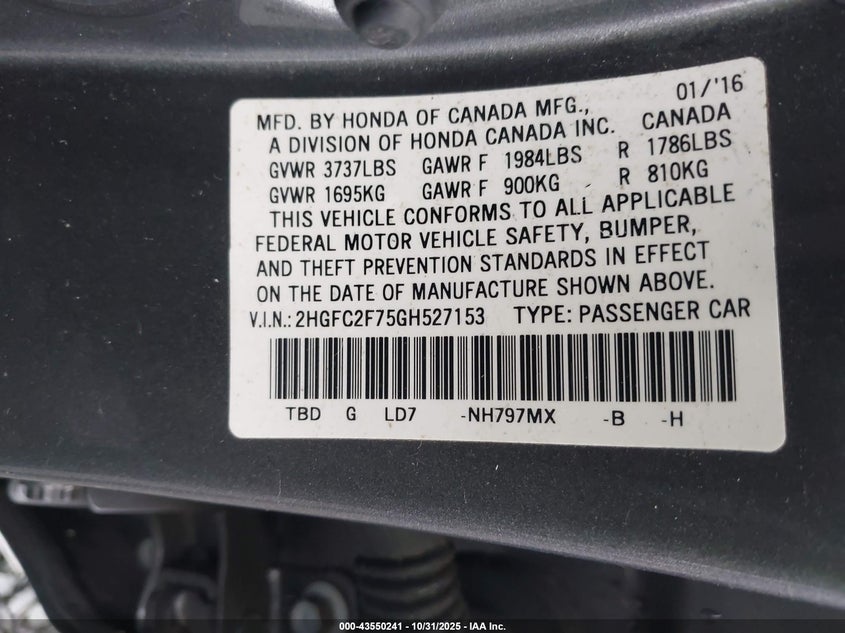 MFD. BY HONDA OF CANADA MFG., 01/'16
A DIVISION OF HONDA CANADA INC. CANADA
GVWR 3737LBS GAWR F 1984LBS R 1786LBS
GVWR 1695KG GAWR F 900KG R 810KG
THIS VEHICLE CONFORMS TO ALL APPLICABLE
FEDERAL MOTOR VEHICLE SAFETY, BUMPER,
AND THEFT PREVENTION STANDARDS IN EFFECT
ON THE DATE OF MANUFACTURE SHOWN ABOVE.
V.I.N.: 2HGFC2F75GH527153 TYPE: PASSENGER CAR
TBD G LD7 -NH797MX -B -H
000-43550241 - 10/31/2025 - IAA Inc.